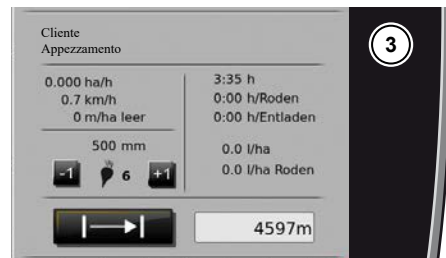 Cliente
Appezzamento
3
0.000 ha/h
0.7 km/h
0 m/ha leer
3:35 h
0:00 h/Roden
0:00 h/Entladen
500 mm
-1
6
+1
0.0 l/ha
0.0 l/ha Roden
4597m